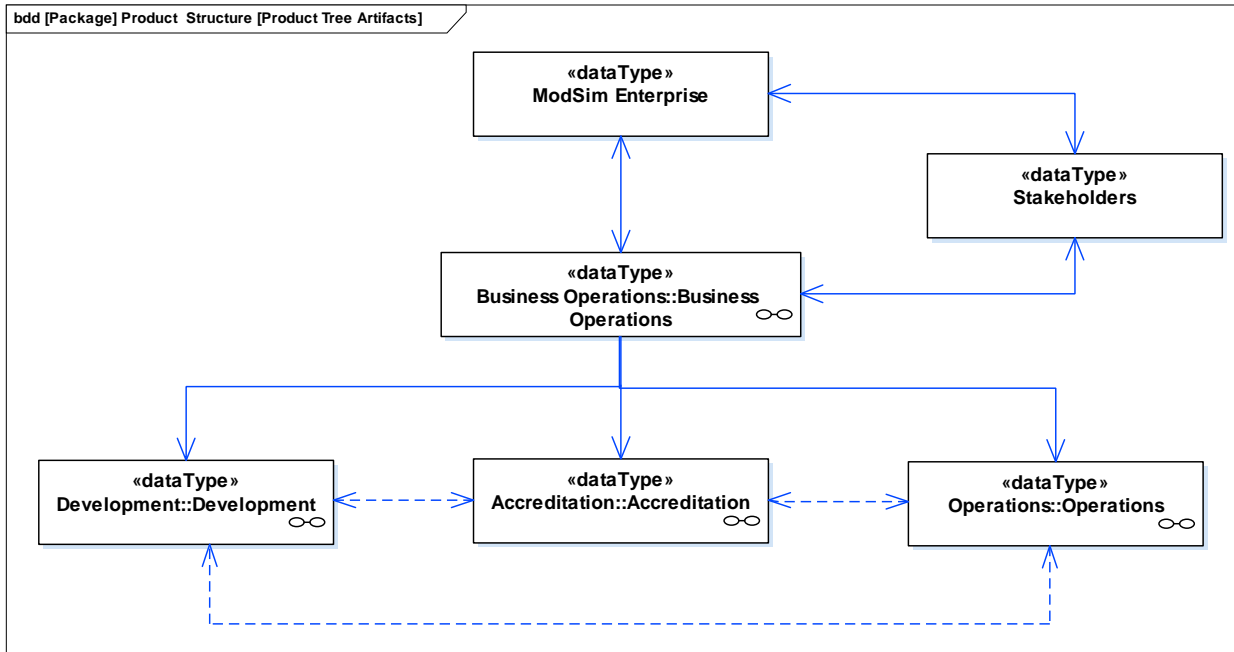 bdd [Package] Product Structure [Product Tree Artifacts]
«dataType»
ModSim Enterprise
«dataType»
Stakeholders
«dataType»
Business Operations::Business
Operations
«dataType»
Development::Development
«dataType»
Accreditation::Accreditation
«dataType»
Operations::Operations